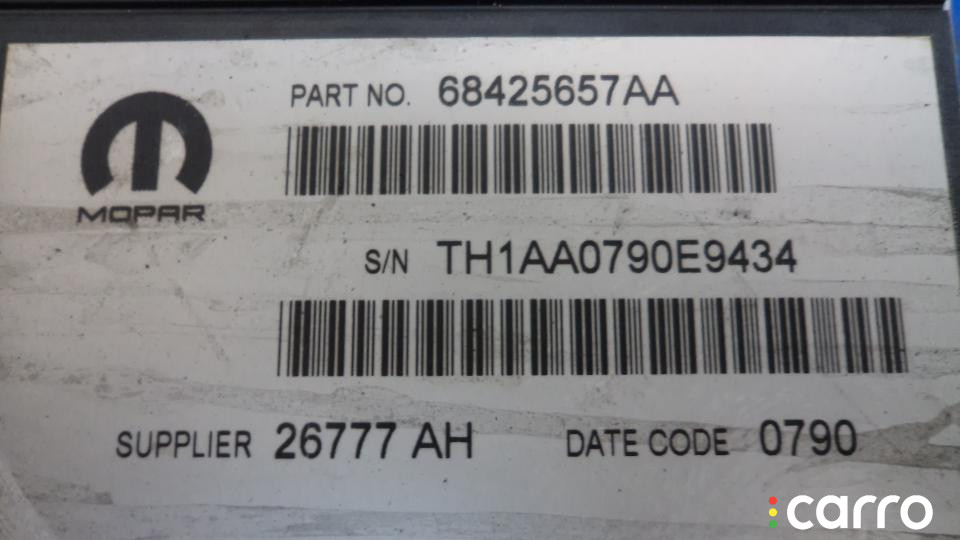 PART NO. 68425657AA
MOPAR
S/N TH1AA0790E9434
SUPPLIER 26777 AH DATE CODE 0790
carro